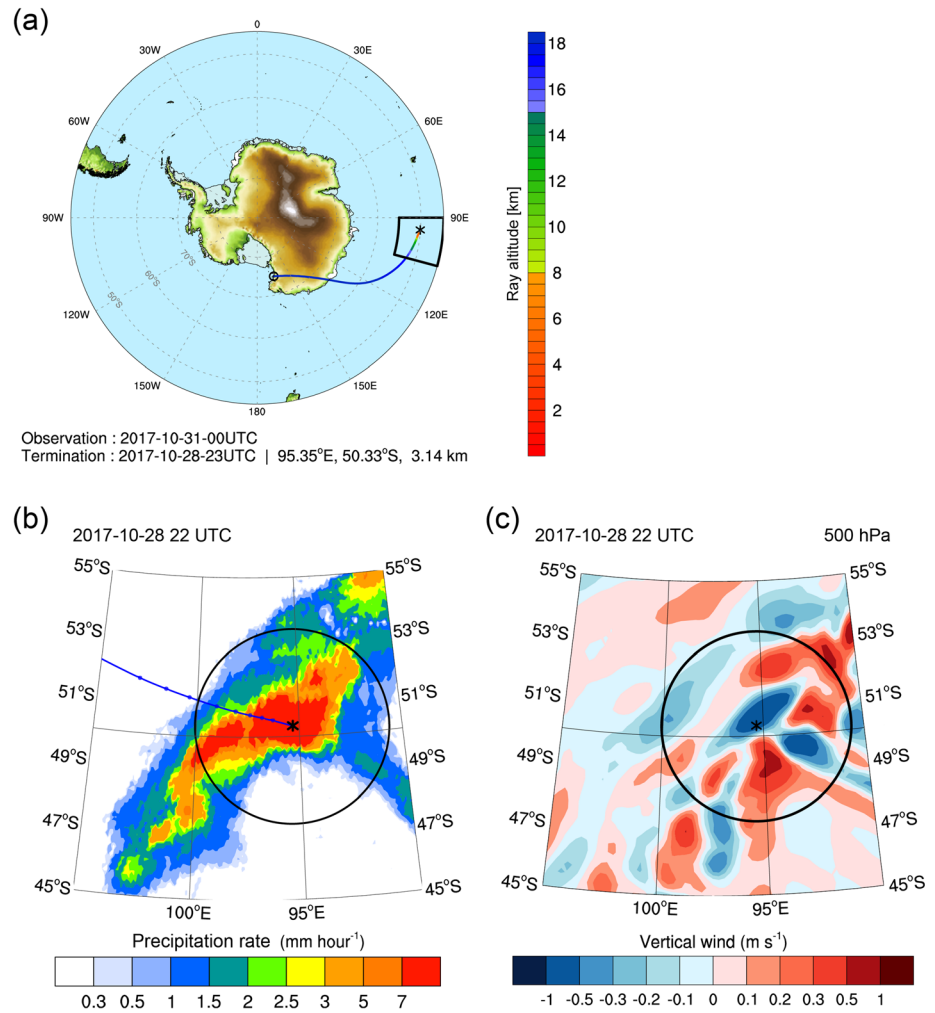 (a)
0
30W 30E
60W 60E
90W 90E
120W 120E
150W 150E
180
70°S
60°S
50°S
Ray altitude [km]
18
16
14
12
10
8
6
4
2
Observation : 2017-10-31-00UTC
Termination : 2017-10-28-23UTC | 95.35°E, 50.33°S, 3.14 km
(b)
2017-10-28 22 UTC
55°S 55°S
53°S 53°S
51°S 51°S
49°S 49°S
47°S 47°S
45°S 45°S
100°E 95°E
Precipitation rate (mm hour⁻¹)
0.3 0.5 1 1.5 2 2.5 3 5 7
(c)
2017-10-28 22 UTC 500 hPa
55°S 55°S
53°S 53°S
51°S 51°S
49°S 49°S
47°S 47°S
45°S 45°S
100°E 95°E
Vertical wind (m s⁻¹)
-1 -0.5 -0.3 -0.2 -0.1 0 0.1 0.2 0.3 0.5 1